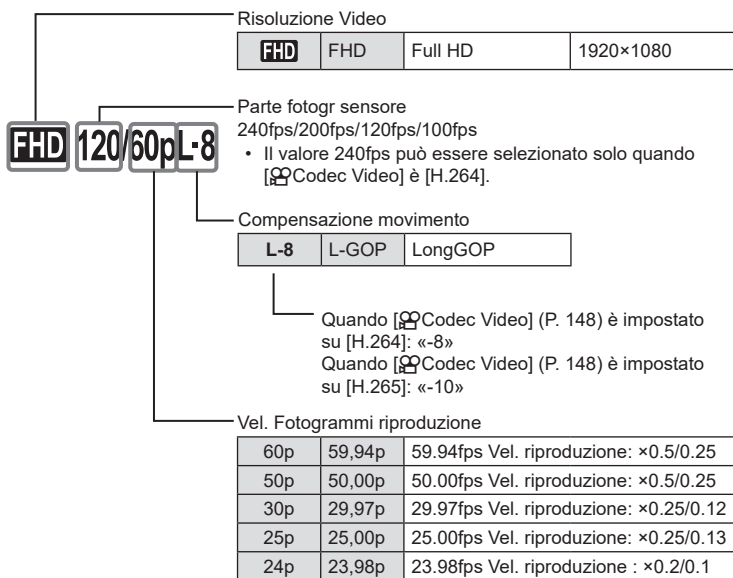 Risoluzione Video
FHD FHD Full HD 1920×1080
FHD 120/60pL-8
Parte fotogr sensore
240fps/200fps/120fps/100fps
• Il valore 240fps può essere selezionato solo quando
[Codec Video] è [H.264].
Compensazione movimento
L-8 L-GOP LongGOP
Quando [Codec Video] (P. 148) è impostato
su [H.264]: «-8»
Quando [Codec Video] (P. 148) è impostato
su [H.265]: «-10»
Vel. Fotogrammi riproduzione
60p 59,94p 59.94fps Vel. riproduzione: ×0.5/0.25
50p 50,00p 50.00fps Vel. riproduzione: ×0.5/0.25
30p 29,97p 29.97fps Vel. riproduzione: ×0.25/0.12
25p 25,00p 25.00fps Vel. riproduzione: ×0.25/0.13
24p 23,98p 23.98fps Vel. riproduzione : ×0.2/0.1